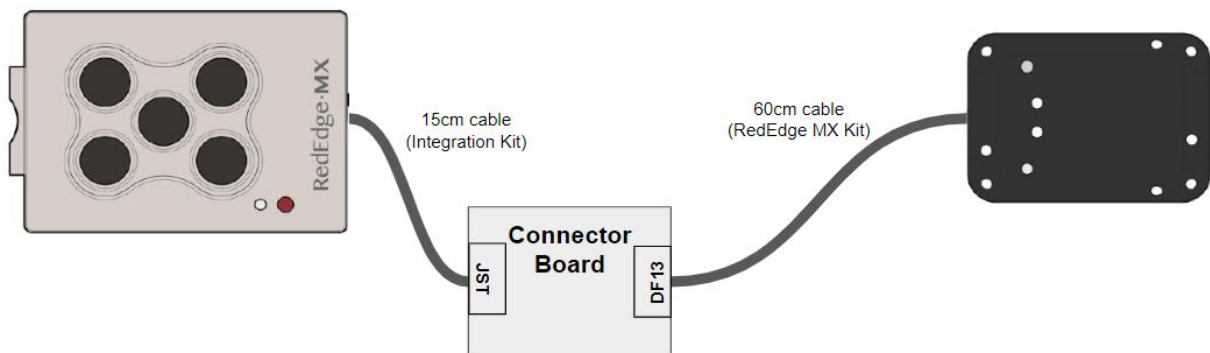 RedEdge-MX
15cm cable
(Integration Kit)
60cm cable
(RedEdge MX Kit)
Connector
Board
JST
DF13